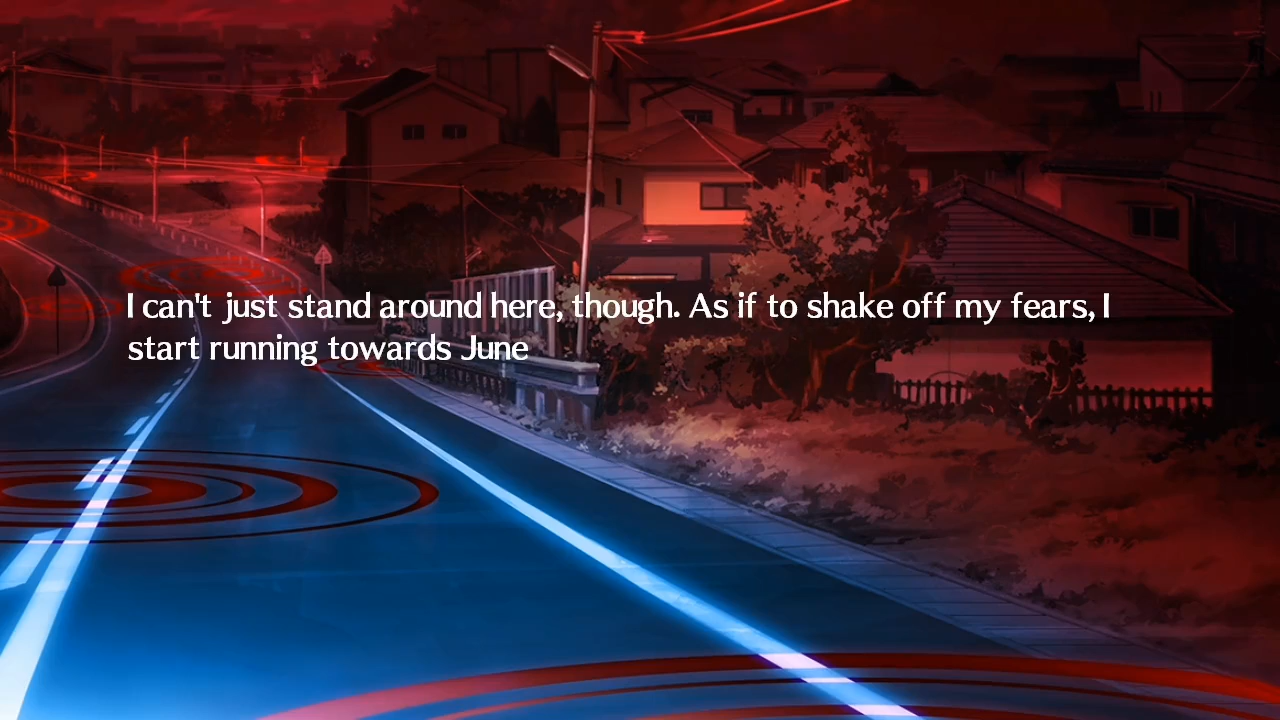 I can't just stand around here, though. As if to shake off my fears, I
start running towards June